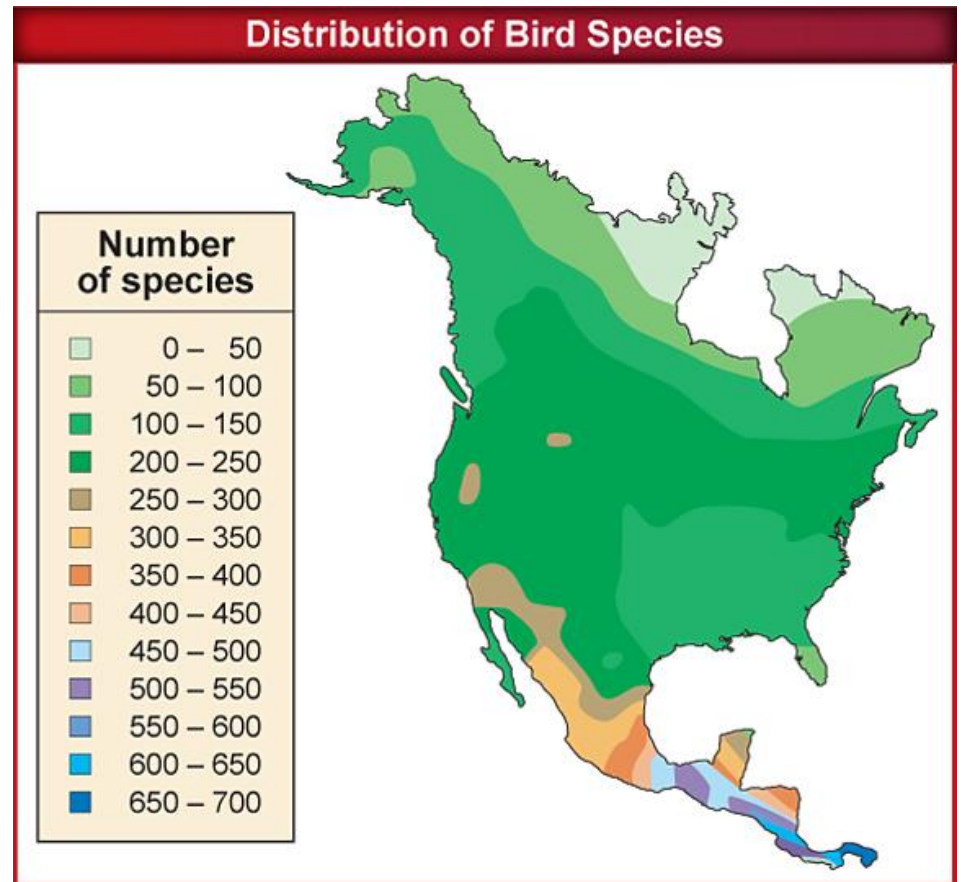 Distribution of Bird Species
Number
of species
0 – 50
50 – 100
100 – 150
200 – 250
250 – 300
300 – 350
350 – 400
400 – 450
450 – 500
500 – 550
550 – 600
600 – 650
650 – 700